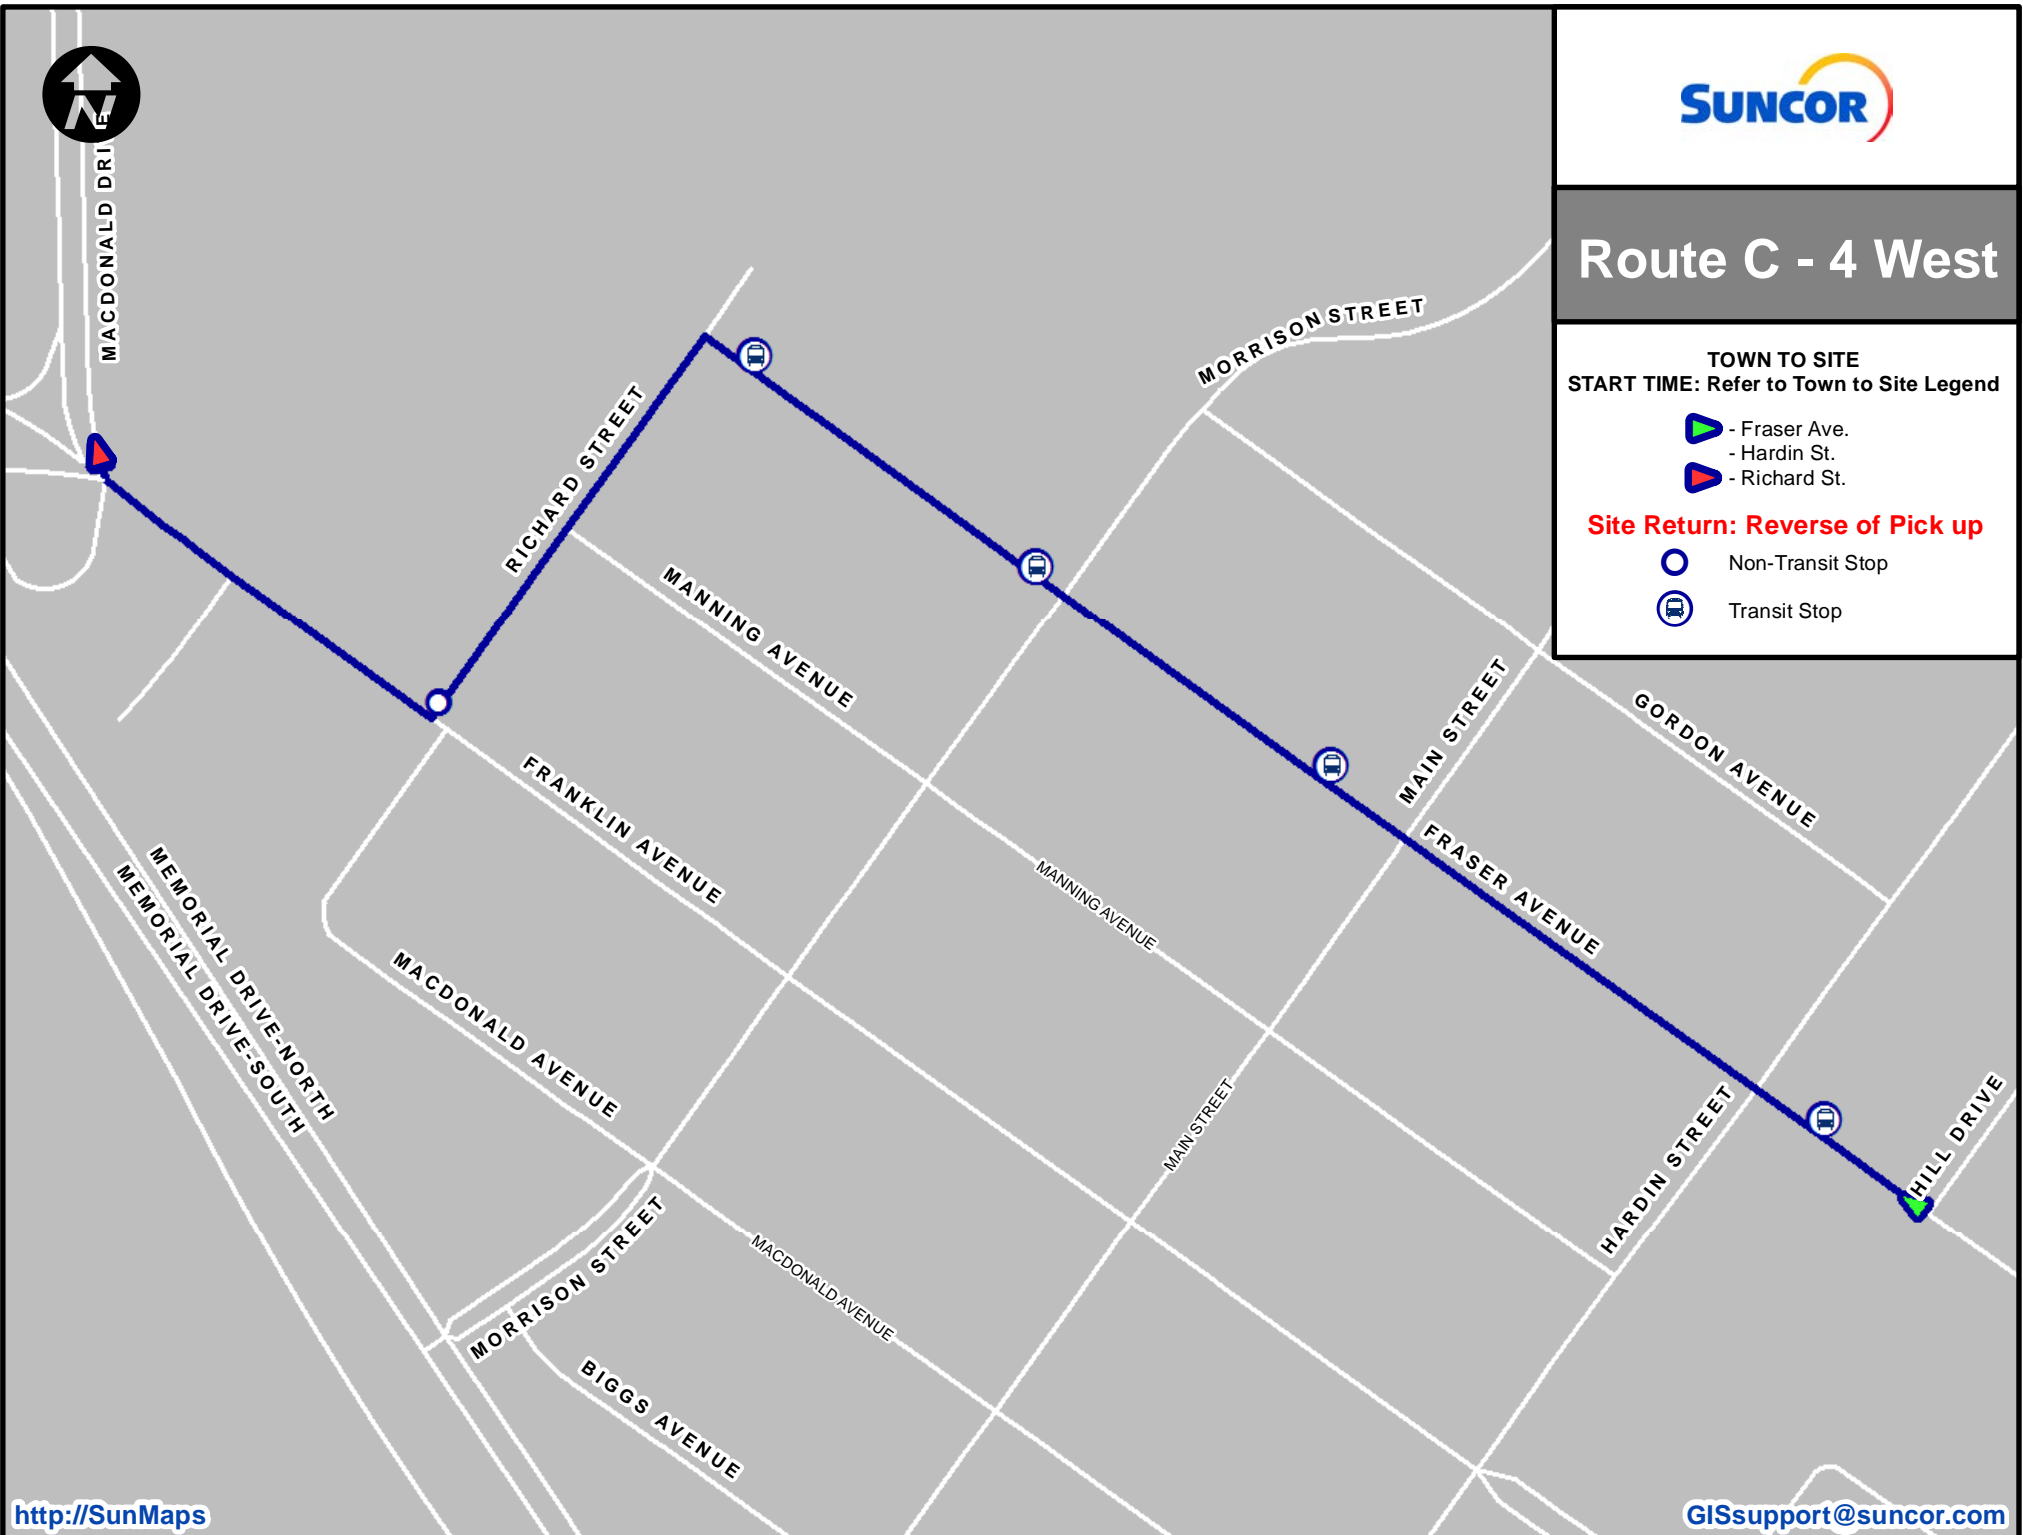 SUNCOR
Route C - 4 West
TOWN TO SITE
START TIME: Refer to Town to Site Legend
- Fraser Ave.
- Hardin St.
- Richard St.
Site Return: Reverse of Pick up
Non-Transit Stop
Transit Stop
N
MACDONALD DRIVE
MORRISON STREET
RICHARD STREET
MANNING AVENUE
MAIN STREET
GORDON AVENUE
FRANKLIN AVENUE
FRASER AVENUE
MANNING AVENUE
MEMORIAL DRIVE-NORTH
MEMORIAL DRIVE-SOUTH
MACDONALD AVENUE
MAIN STREET
HARDIN STREET
HILL DRIVE
MORRISON STREET
MACDONALD AVENUE
BIGGS AVENUE
http://SunMaps
GISsupport@suncor.com